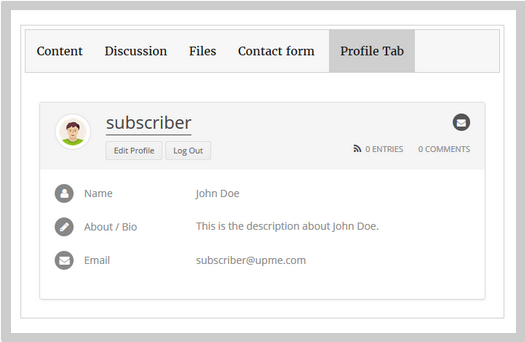 Content Discussion Files Contact form Profile Tab
subscriber
Edit Profile Log Out 0 ENTRIES 0 COMMENTS
Name John Doe
About / Bio This is the description about John Doe.
Email subscriber@upme.com